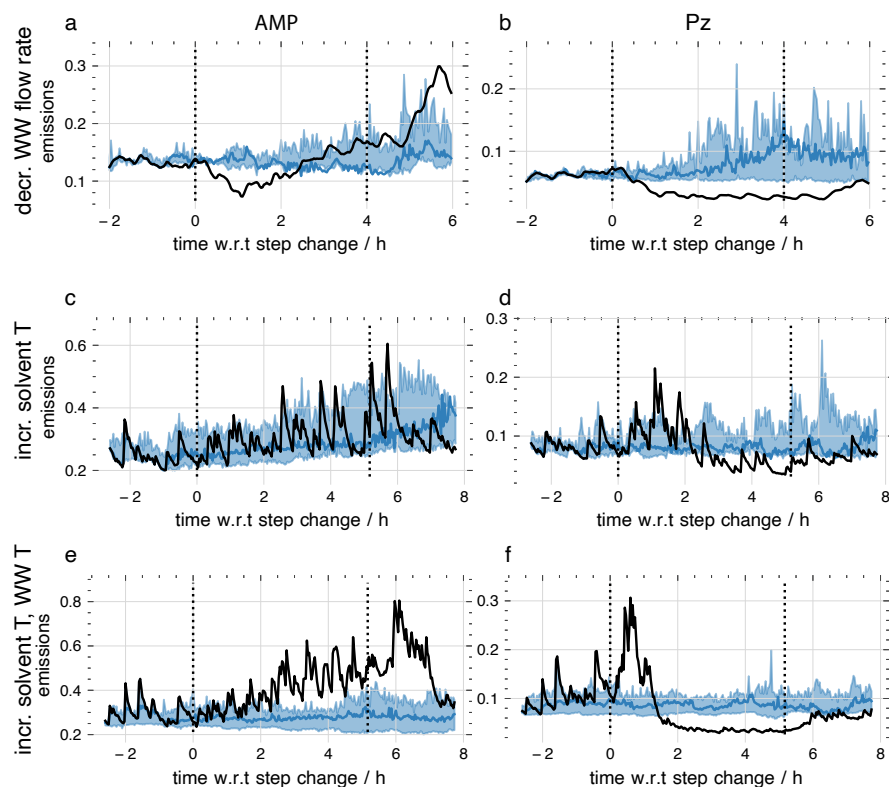 a AMP b Pz
decr. WW flow rate
emissions
0.3
0.2
0.1
0.1
−2 0 2 4 6 −2 0 2 4 6
time w.r.t step change / h time w.r.t step change / h
c d
incr. solvent T
emissions
0.6
0.4
0.2
0.3
0.2
0.1
−2 0 2 4 6 8 −2 0 2 4 6 8
time w.r.t step change / h time w.r.t step change / h
e f
incr. solvent T, WW T
emissions
0.8
0.6
0.4
0.2
0.3
0.2
0.1
−2 0 2 4 6 8 −2 0 2 4 6 8
time w.r.t step change / h time w.r.t step change / h